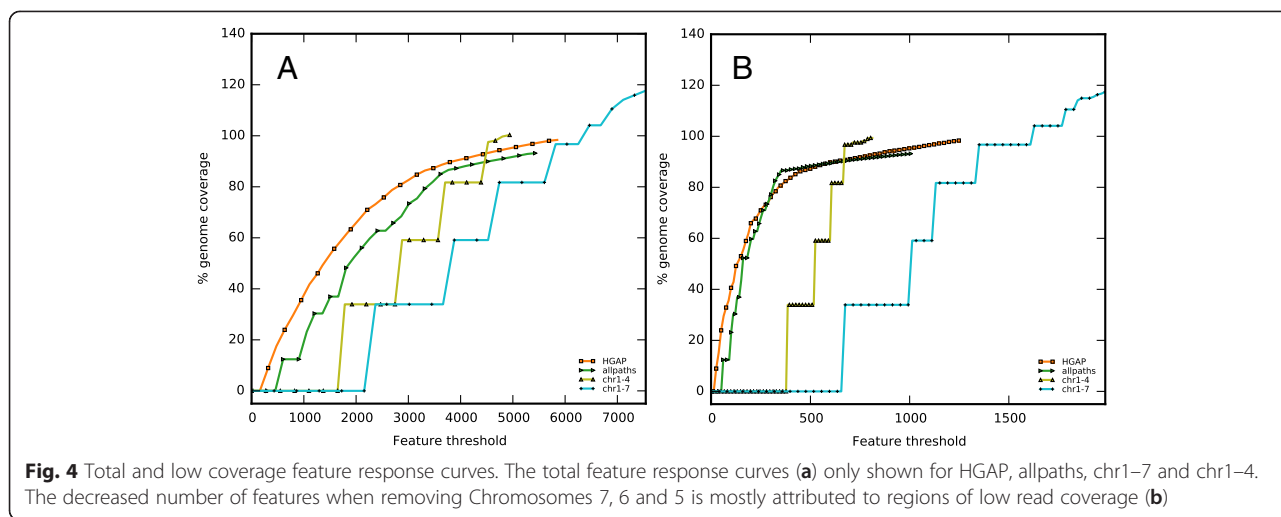 140
120
100
80
60
40
20
0
% genome coverage
A
HGAP
allpaths
chr1-4
chr1-7
0 1000 2000 3000 4000 5000 6000 7000
Feature threshold
140
120
100
80
60
40
20
0
% genome coverage
B
HGAP
allpaths
chr1-4
chr1-7
0 500 1000 1500
Feature threshold
Fig. 4 Total and low coverage feature response curves. The total feature response curves (a) only shown for HGAP, allpaths, chr1–7 and chr1–4.
The decreased number of features when removing Chromosomes 7, 6 and 5 is mostly attributed to regions of low read coverage (b)